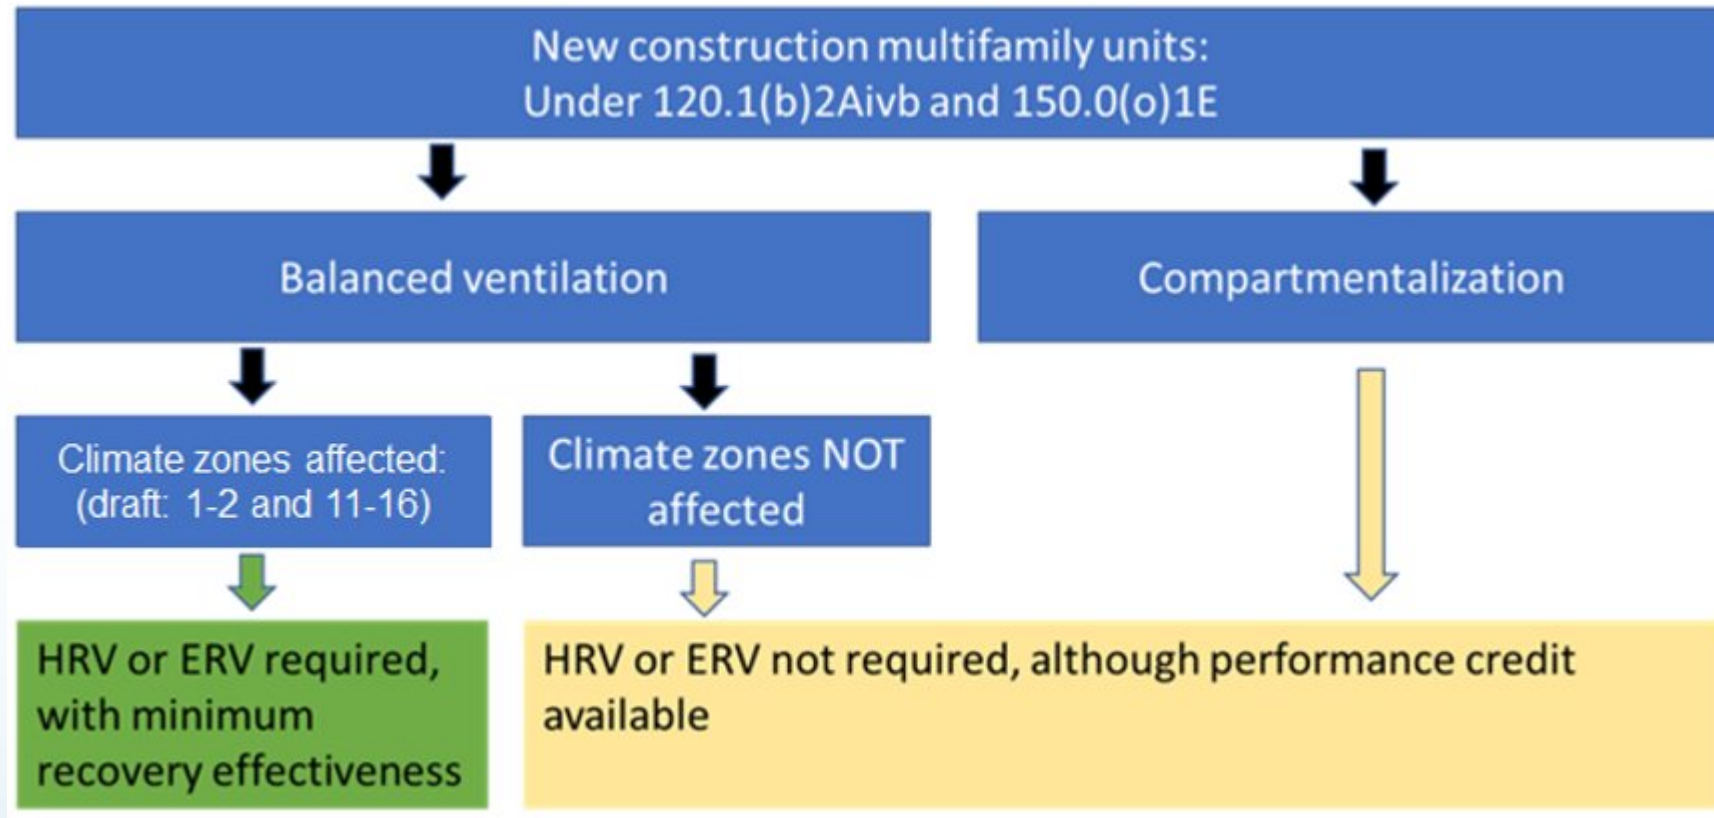 New construction multifamily units:
Under 120.1(b)2Aivb and 150.0(o)1E
Balanced ventilation
Compartmentalization
Climate zones affected:
(draft: 1-2 and 11-16)
Climate zones NOT
affected
HRV or ERV required,
with minimum
recovery effectiveness
HRV or ERV not required, although performance credit
available